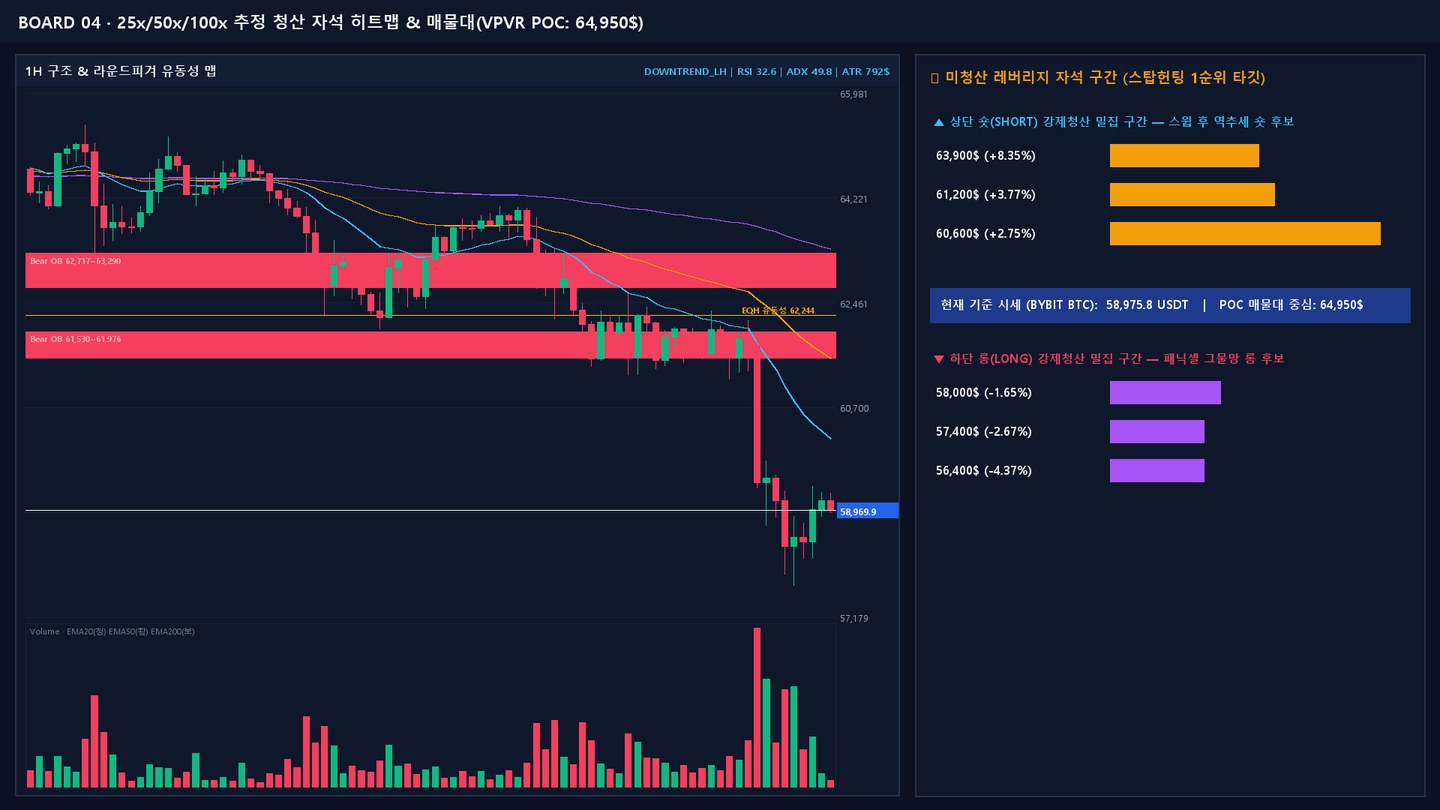 BOARD 04 · 25x/50x/100x 추정 청산 자석 히트맵 & 매물대(VPVR POC: 64,950$)
1H 구조 & 라운드피겨 유동성 맵
DOWNTREND_LH | RSI 32.6 | ADX 49.8 | ATR 792$
65,981
64,221
Bear OB 62,717~63,290
62,461
EQH 유동성 62,244
Bear OB 61,530~61,976
60,700
58,969.9
57,179
Volume · EMA20(청) EMA50(황) EMA200(보)
미청산 레버리지 자석 구간 (스탑헌팅 1순위 타깃)
▲ 상단 숏(SHORT) 강제청산 밀집 구간 — 스윕 후 역추세 숏 후보
63,900$ (+8.35%)
61,200$ (+3.77%)
60,600$ (+2.75%)
현재 기준 시세 (BYBIT BTC): 58,975.8 USDT | POC 매물대 중심: 64,950$
▼ 하단 롱(LONG) 강제청산 밀집 구간 — 패닉셀 그물망 롱 후보
58,000$ (-1.65%)
57,400$ (-2.67%)
56,400$ (-4.37%)